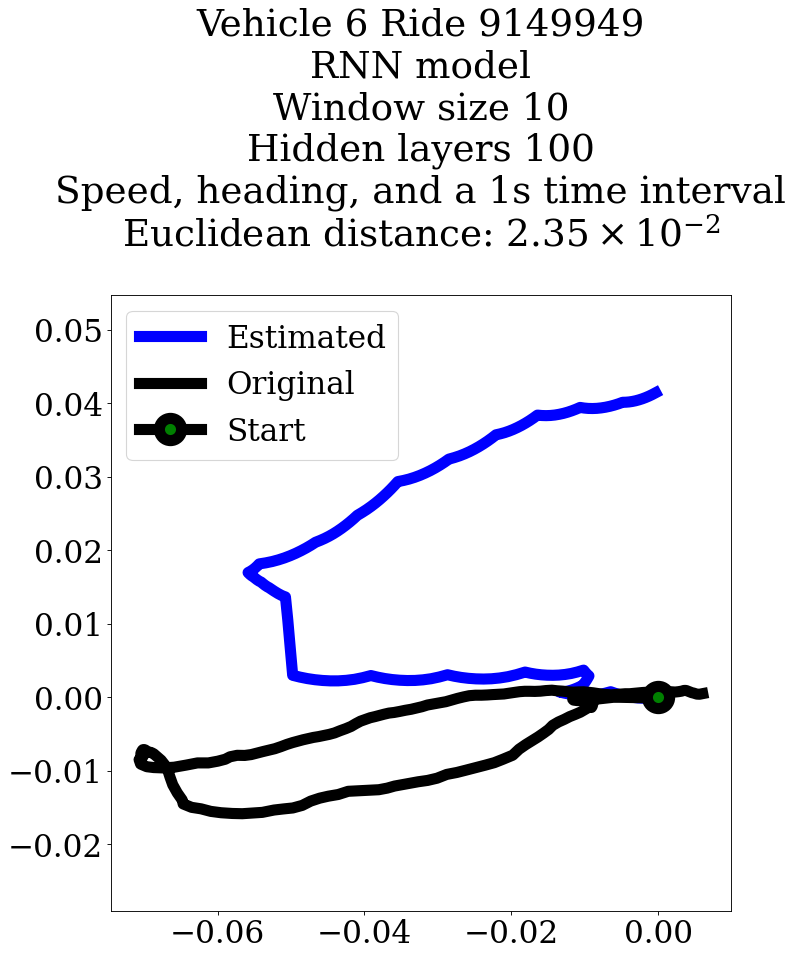 Vehicle 6 Ride 9149949
RNN model
Window size 10
Hidden layers 100
Speed, heading, and a 1s time interval
Euclidean distance: 2.35 × 10⁻²
Estimated
Original
Start
0.05
0.04
0.03
0.02
0.01
0.00
−0.01
−0.02
−0.06 −0.04 −0.02 0.00